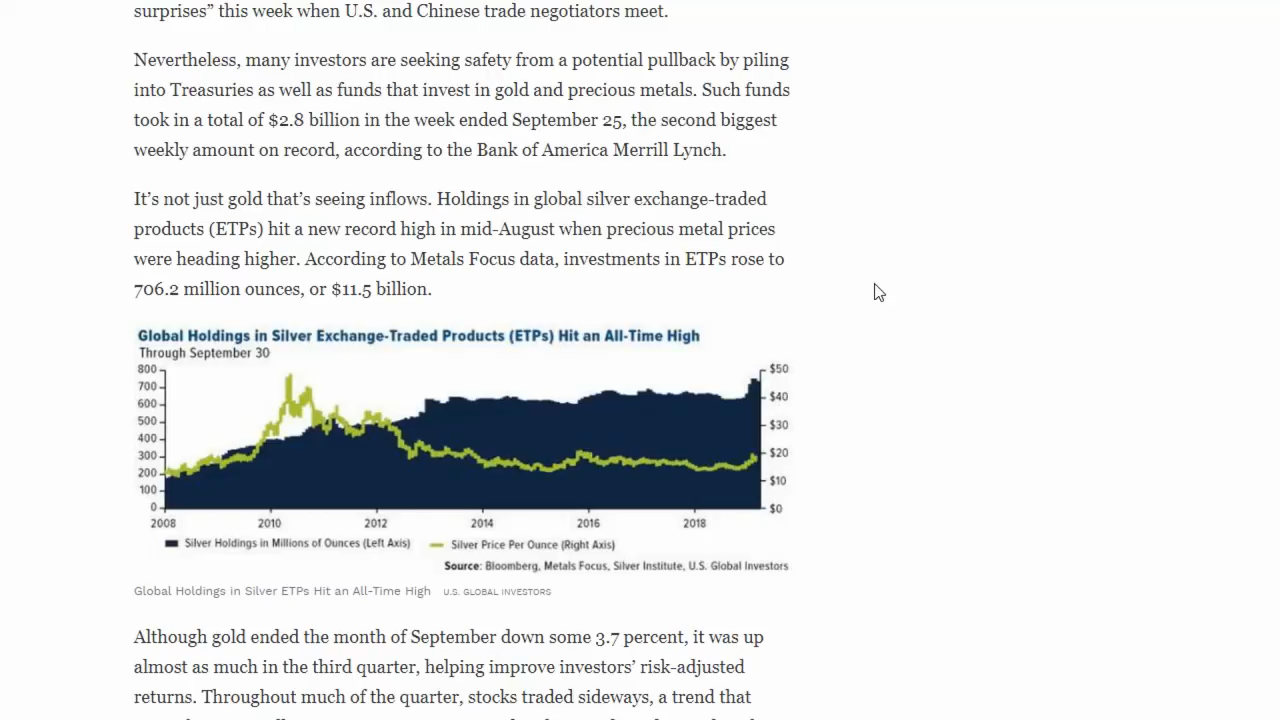 surprises” this week when U.S. and Chinese trade negotiators meet.
Nevertheless, many investors are seeking safety from a potential pullback by piling
into Treasuries as well as funds that invest in gold and precious metals. Such funds
took in a total of $2.8 billion in the week ended September 25, the second biggest
weekly amount on record, according to the Bank of America Merrill Lynch.
It’s not just gold that’s seeing inflows. Holdings in global silver exchange-traded
products (ETPs) hit a new record high in mid-August when precious metal prices
were heading higher. According to Metals Focus data, investments in ETPs rose to
706.2 million ounces, or $11.5 billion.
Global Holdings in Silver Exchange-Traded Products (ETPs) Hit an All-Time High
Through September 30
800
700
600
500
400
300
200
100
0
$50
$40
$30
$20
$10
$0
2008 2010 2012 2014 2016 2018
Silver Holdings in Millions of Ounces (Left Axis) Silver Price Per Ounce (Right Axis)
Source: Bloomberg, Metals Focus, Silver Institute, U.S. Global Investors
Global Holdings in Silver ETPs Hit an All-Time High U.S. GLOBAL INVESTORS
Although gold ended the month of September down some 3.7 percent, it was up
almost as much in the third quarter, helping improve investors’ risk-adjusted
returns. Throughout much of the quarter, stocks traded sideways, a trend that